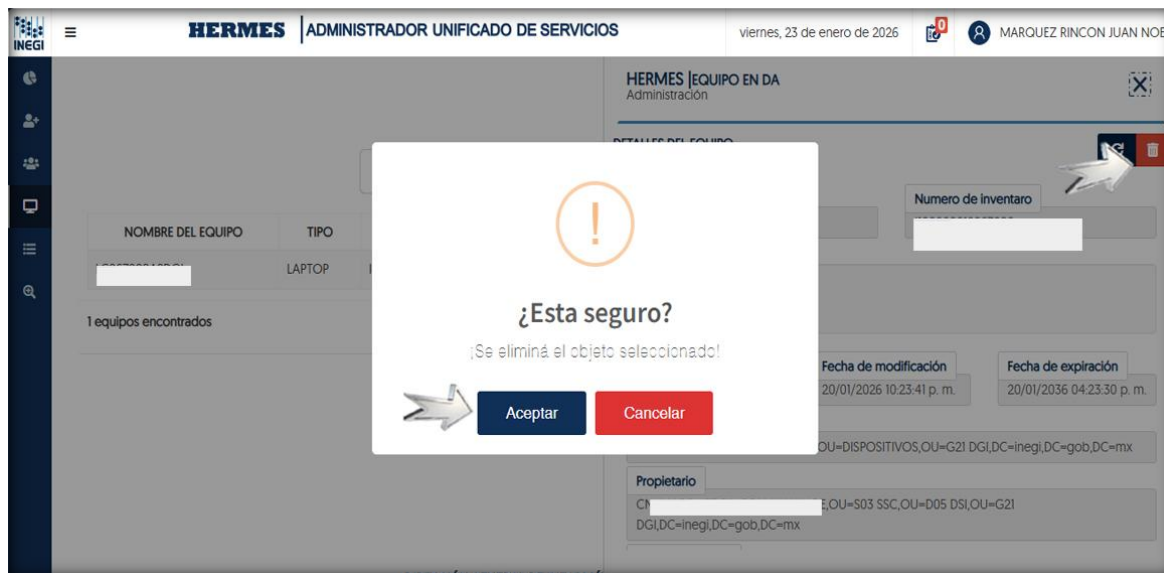 INEGI
HERMES | ADMINISTRADOR UNIFICADO DE SERVICIOS
viernes, 23 de enero de 2026
0
MARQUEZ RINCON JUAN NOE
HERMES |EQUIPO EN DA
Administración
DETALLES DEL EQUIPO
Numero de inventaro
NOMBRE DEL EQUIPO TIPO
LAPTOP
1 equipos encontrados
¿Esta seguro?
¡Se eliminá el objeto seleccionado!
Aceptar Cancelar
Fecha de modificación Fecha de expiración
20/01/2026 10:23:41 p. m. 20/01/2036 04:23:30 p. m.
OU=DISPOSITIVOS,OU=G21 DGI,DC=inegi,DC=gob,DC=mx
Propietario
E,OU=S03 SSC,OU=D05 DSI,OU=G21
DGI,DC=inegi,DC=gob,DC=mx